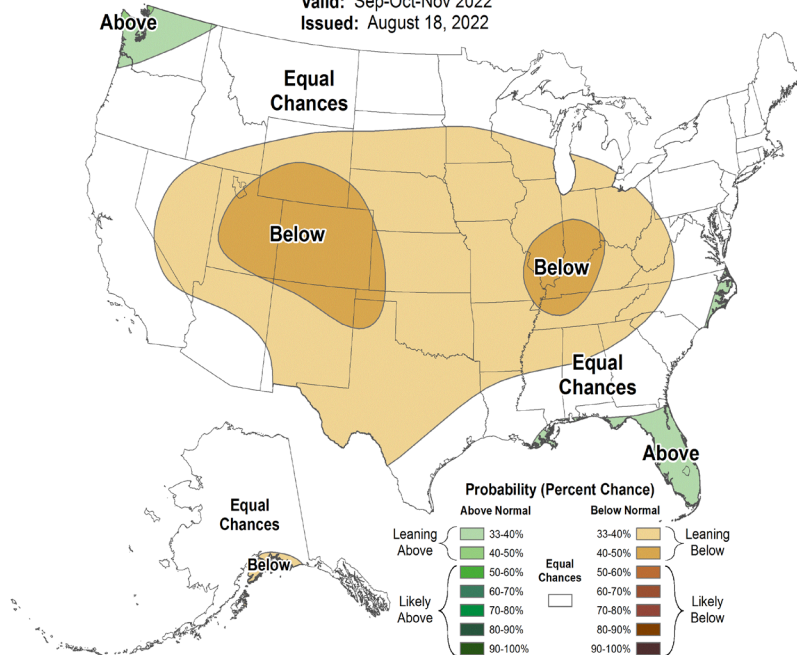 Valid: Sep-Oct-Nov 2022
Issued: August 18, 2022
Above
Equal
Chances
Below
Below
Equal
Chances
Above
Equal
Chances
Below
Probability (Percent Chance)
Above Normal
Below Normal
Leaning
Above
33-40%
40-50%
Likely
Above
50-60%
60-70%
70-80%
80-90%
90-100%
Equal
Chances
33-40%
40-50%
Leaning
Below
50-60%
60-70%
70-80%
80-90%
90-100%
Likely
Below